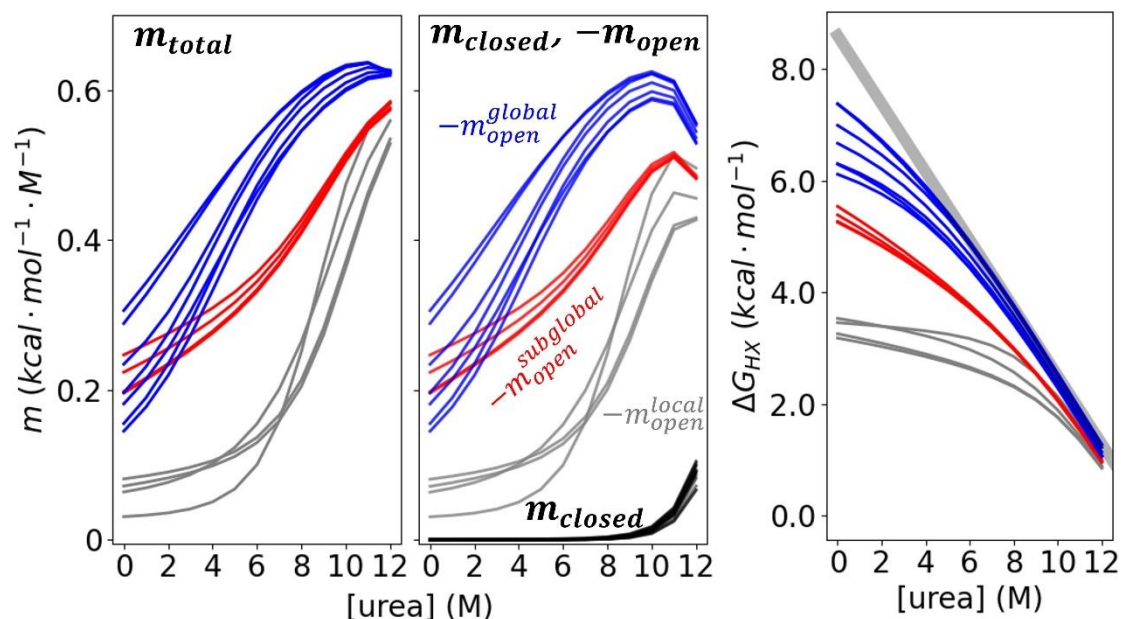 m_total
m_closed, −m_open
0.6
0.4
0.2
0
m (kcal · mol⁻¹ · M⁻¹)
−m_open^global
−m_open^subglobal
−m_open^local
m_closed
0 2 4 6 8 10 12
0 2 4 6 8 10 12
[urea] (M)
8.0
6.0
4.0
2.0
0.0
ΔG_HX (kcal · mol⁻¹)
0 2 4 6 8 10 12
[urea] (M)